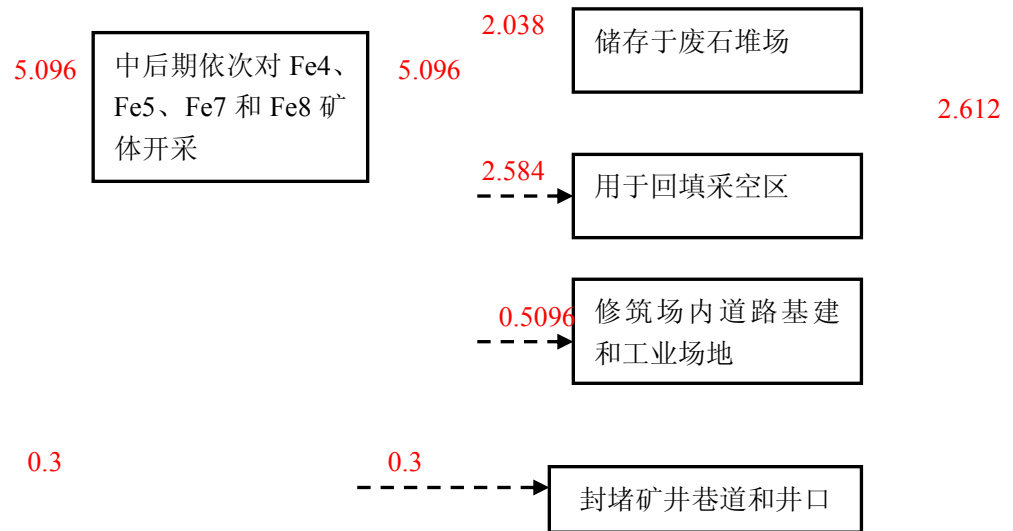 2.038
储存于废石堆场
5.096
中后期依次对 Fe4、
Fe5、Fe7 和 Fe8 矿
体开采
5.096
2.612
2.584
用于回填采空区
0.5096
修筑场内道路基建
和工业场地
0.3
0.3
封堵矿井巷道和井口